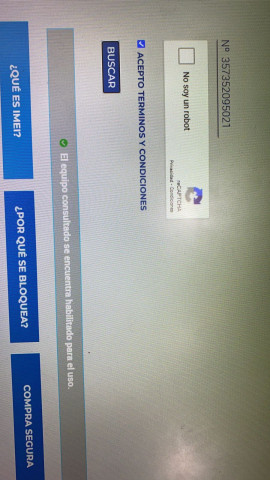 Nº 357352095021
No soy un robot
reCAPTCHA
Privacidad - Condiciones
ACEPTO TERMINOS Y CONDICIONES
BUSCAR
El equipo consultado se encuentra habilitado para el uso.
¿QUÉ ES IMEI?
¿POR QUÉ SE BLOQUEA?
COMPRA SEGURA